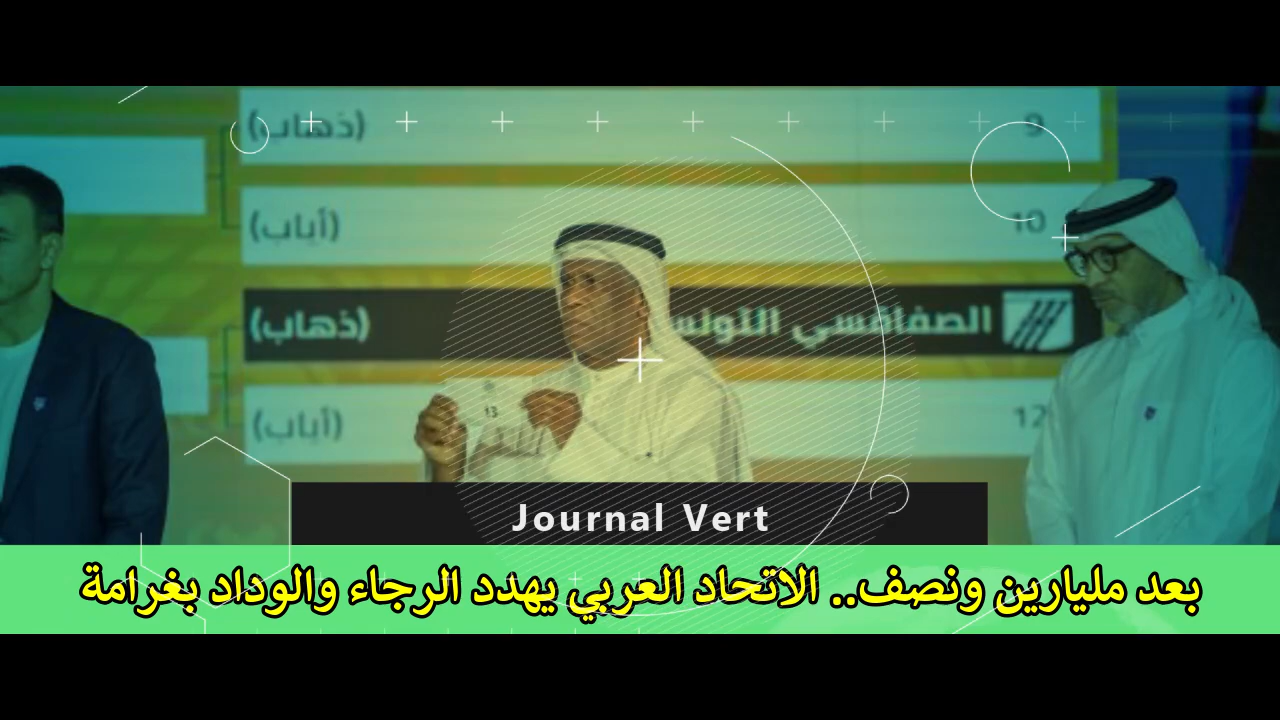 (ذهاب)
9
(أياب)
10
الصفاقسي التونسي (ذهاب)
13
(أياب)
12
Journal Vert
بعد مليارين ونصف.. الاتحاد العربي يهدد الرجاء والوداد بغرامة